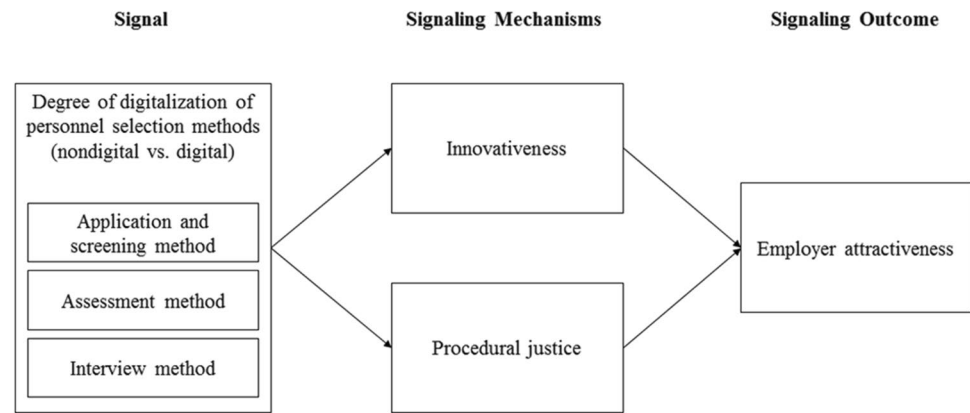 Signal
Signaling Mechanisms
Signaling Outcome
Degree of digitalization of
personnel selection methods
(nondigital vs. digital)
Application and
screening method
Assessment method
Interview method
Innovativeness
Procedural justice
Employer attractiveness